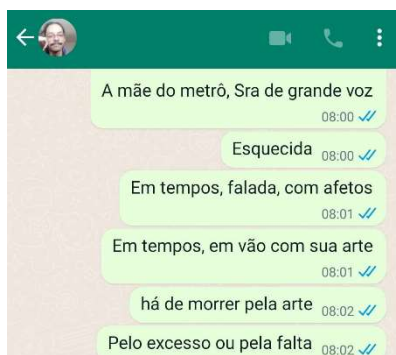 A mãe do metrô, Sra de grande voz
08:00
Esquecida 08:00
Em tempos, falada, com afetos
08:01
Em tempos, em vão com sua arte
08:02
há de morrer pela arte 08:02
Pelo excesso ou pela falta 08:02